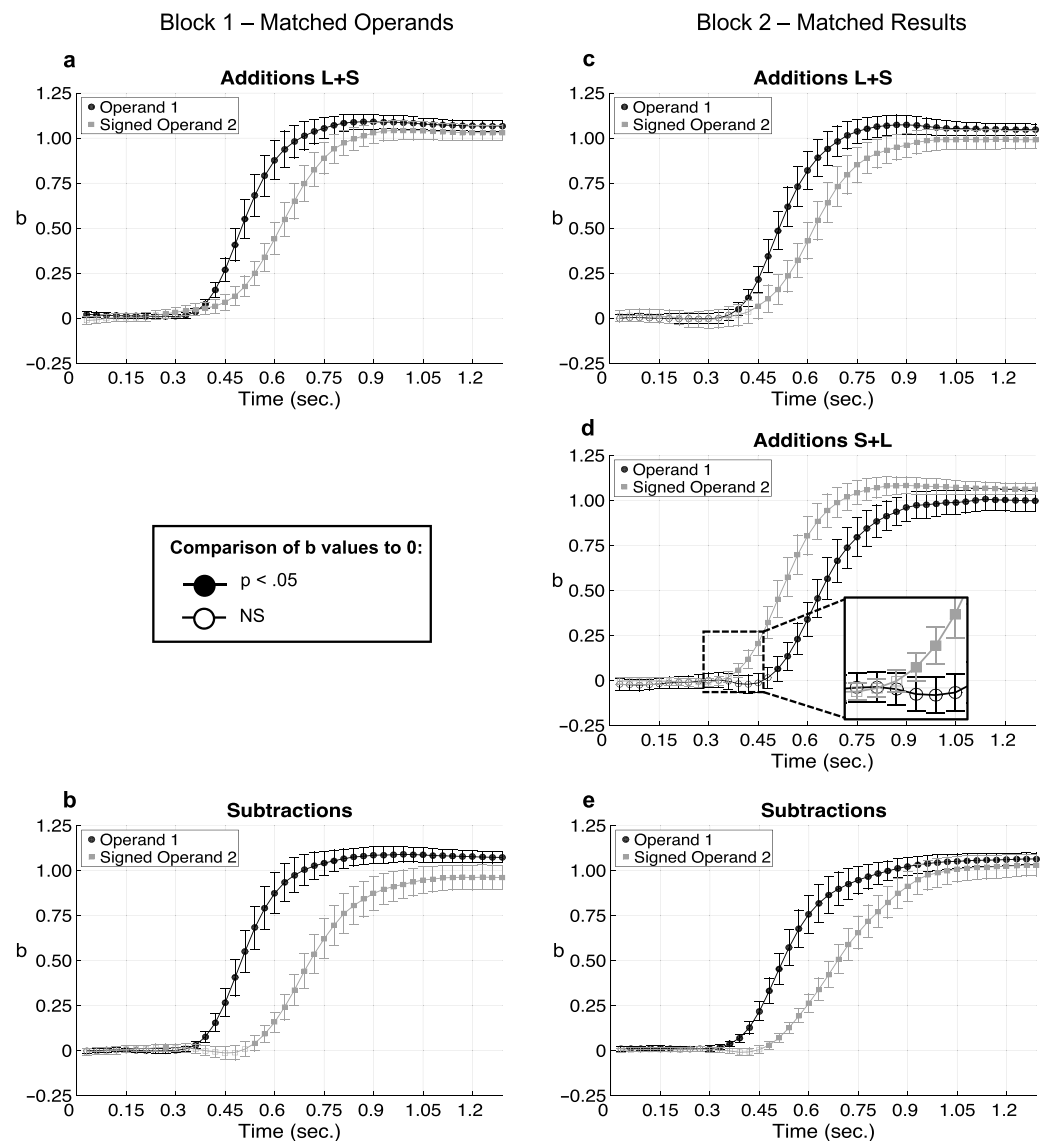 Block 1 – Matched Operands
Block 2 – Matched Results
a
Additions L+S
1.25
1.00
0.75
b
0.50
0.25
0
−0.25
Operand 1
Signed Operand 2
0 0.15 0.3 0.45 0.6 0.75 0.9 1.05 1.2
Time (sec.)
c
Additions L+S
1.25
1.00
0.75
b
0.50
0.25
0
−0.25
Operand 1
Signed Operand 2
0 0.15 0.3 0.45 0.6 0.75 0.9 1.05 1.2
Time (sec.)
d
Additions S+L
1.25
1.00
0.75
b
0.50
0.25
0
−0.25
Operand 1
Signed Operand 2
0 0.15 0.3 0.45 0.6 0.75 0.9 1.05 1.2
Time (sec.)
Comparison of b values to 0:
p < .05
NS
b
Subtractions
1.25
1.00
0.75
b
0.50
0.25
0
−0.25
Operand 1
Signed Operand 2
0 0.15 0.3 0.45 0.6 0.75 0.9 1.05 1.2
Time (sec.)
e
Subtractions
1.25
1.00
0.75
b
0.50
0.25
0
−0.25
Operand 1
Signed Operand 2
0 0.15 0.3 0.45 0.6 0.75 0.9 1.05 1.2
Time (sec.)